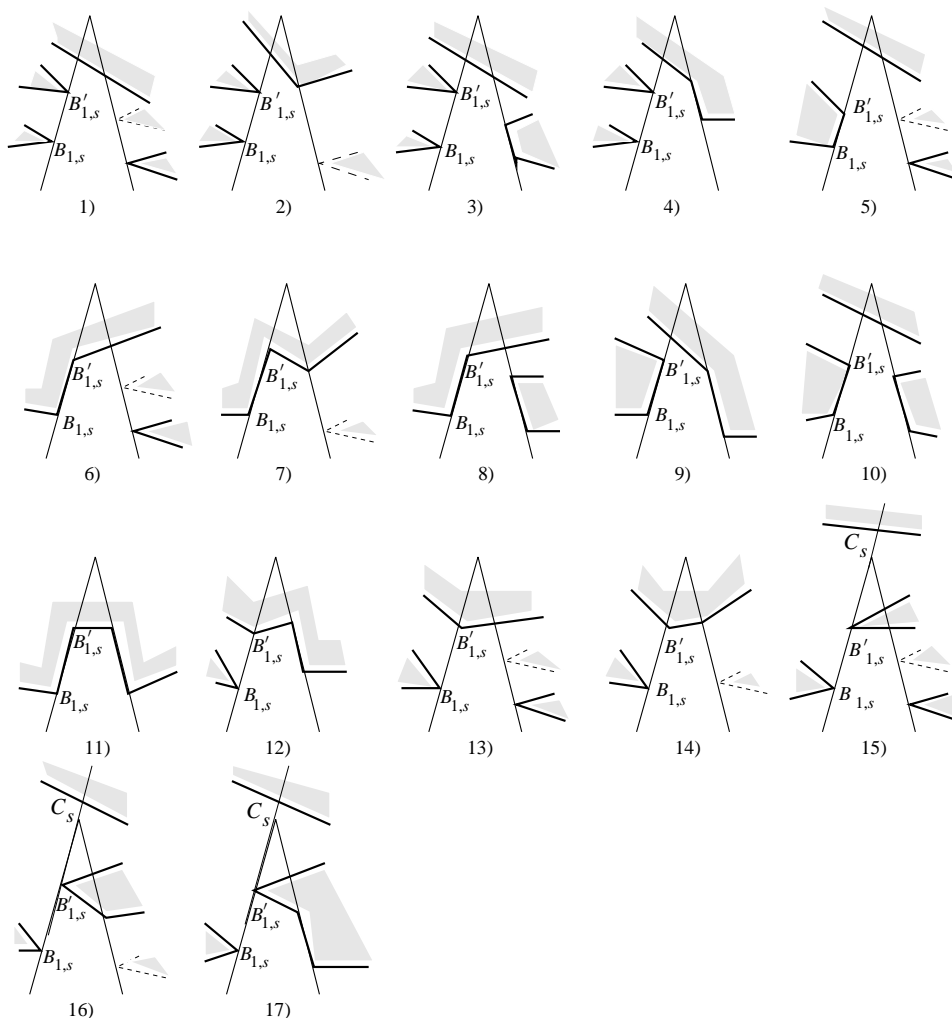 B′1,s B′1,s B′1,s B′1,s B′1,s
B1,s B1,s B1,s B1,s B1,s
1) 2) 3) 4) 5)
B′1,s B′1,s B′1,s B′1,s B′1,s
B1,s B1,s B1,s B1,s B1,s
6) 7) 8) 9) 10)
Cs
B′1,s B′1,s B′1,s B′1,s B′1,s
B1,s B1,s B1,s B1,s B1,s
11) 12) 13) 14) 15)
Cs Cs
B′1,s B′1,s
B1,s B1,s
16) 17)